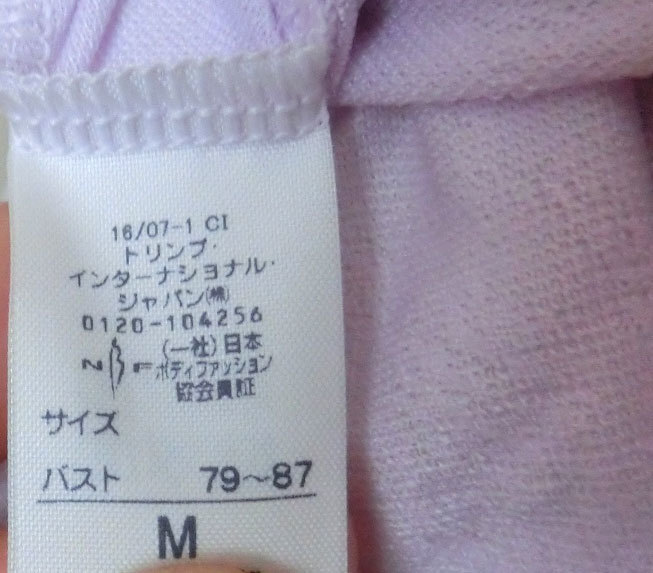 16/07-1 CI
トリンプ・
インターナショナル・
ジャパン㈱
0120-104256
(一社)日本
ボディファッション
協会員証
サイズ
バスト 79~87
M